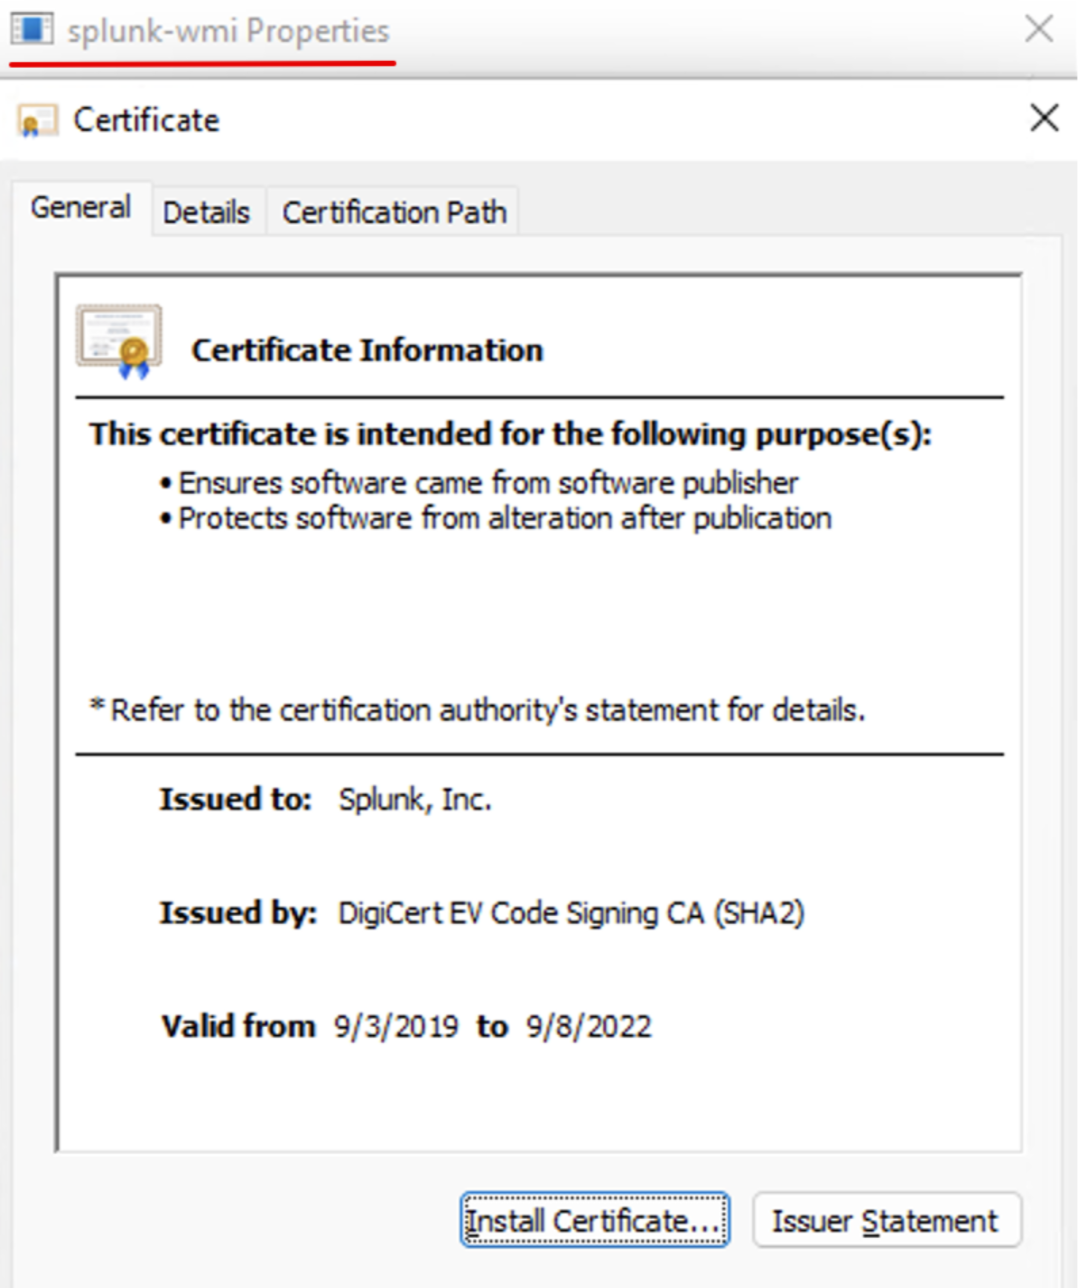 splunk-wmi Properties
Certificate
General Details Certification Path
Certificate Information
This certificate is intended for the following purpose(s):
• Ensures software came from software publisher
• Protects software from alteration after publication
* Refer to the certification authority's statement for details.
Issued to: Splunk, Inc.
Issued by: DigiCert EV Code Signing CA (SHA2)
Valid from 9/3/2019 to 9/8/2022
Install Certificate... Issuer Statement